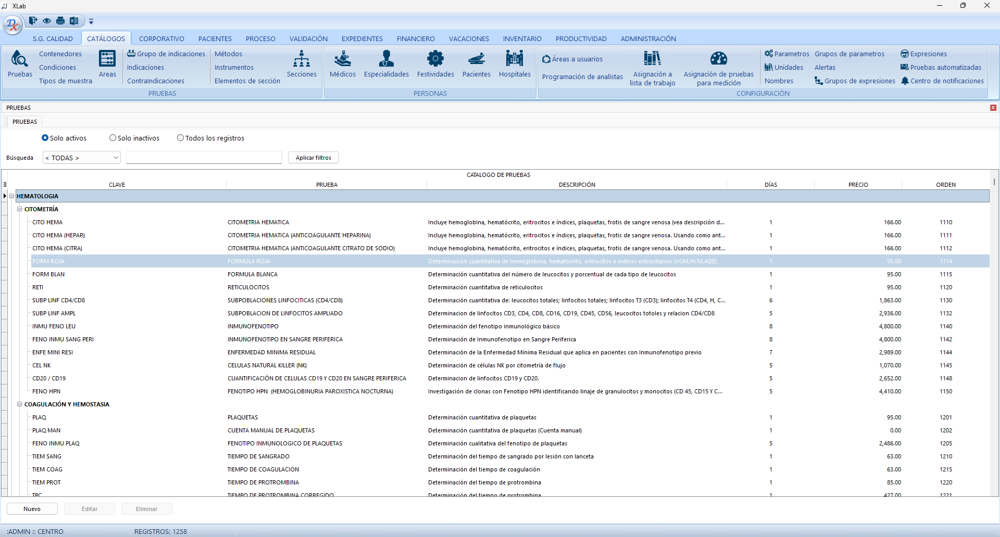 XLab
S.G. CALIDAD CATÁLOGOS CORPORATIVO PACIENTES PROCESO VALIDACIÓN EXPEDIENTES FINANCIERO VACACIONES INVENTARIO PRODUCTIVIDAD ADMINISTRACIÓN
Pruebas
Contenedores
Condiciones
Tipos de muestra
Areas
Grupo de indicaciones
Indicaciones
ContraIndicaciones
Métodos
Instrumentos
Elementos de sección
Secciones
PRUEBAS
Médicos Especialidades Festividades Pacientes Hospitales
PERSONAS
Áreas a usuarios
Programación de analistas
Asignación a
lista de trabajo
Asignación de pruebas
para medición
Parametros
Unidades
Nombres
Grupos de parametros
Alertas
Grupos de expresiones
Expresiones
Pruebas automatizadas
Centro de notificaciones
CONFIGURACIÓN
PRUEBAS
PRUEBAS
Solo activos Solo inactivos Todos los registros
Búsqueda < TODAS > Aplicar filtros
CATALOGO DE PRUEBAS
CLAVE PRUEBA DESCRIPCIÓN DÍAS PRECIO ORDEN
HEMATOLOGIA
CITOMETRÍA
CITO HEMA CITOMETRIA HEMATICA Incluye hemoglobina, hematócrito, eritrocitos e índices, plaquetas, frotis de sangre venosa (vea descripción d... 1 166.00 1110
CITO HEMA (HEPAR) CITOMETRIA HEMATICA (ANTICOAGULANTE HEPARINA) Incluye hemoglobina, hematócrito, eritrocitos e índices, plaquetas, frotis de sangre venosa. Usando como ant... 1 166.00 1111
CITO HEMA (CITRA) CITOMETRIA HEMATICA (ANTICOAGULANTE CITRATO DE SODIO) Incluye hemoglobina, hematócrito, eritrocitos e índices, plaquetas, frotis de sangre venosa. Usando como ant... 1 166.00 1112
FORM ROJA FORMULA ROJA Determinación cuantitativa de hemoglobina, hematócrito, eritrocitos e indices eritrocitarios (VGM,HCM,ADE) 1 95.00 1114
FORM BLAN FORMULA BLANCA Determinación cuantitativa del número de leucocitos y porcentual de cada tipo de leucocitos 1 95.00 1115
RETI RETICULOCITOS Determinación cuantitativa de reticulocitos 1 95.00 1120
SUBP LINF CD4/CD8 SUBPOBLACIONES LINFOCITICAS (CD4/CD8) Determinación cuantitativa de: leucocitos totales; linfocitos totales; linfocitos T3 (CD3); linfocitos T4 (CD4, H, C... 6 1,863.00 1130
SUBP LINF AMPL SUBPOBLACION DE LINFOCITOS AMPLIADO Determinacion de linfocitos CD3, CD4, CD8, CD16, CD19, CD45, CD56, leucocitos totoles y relacion CD4/CD8 5 2,936.00 1132
INMU FENO LEU INMUNOFENOTIPO Determinación del fenotipo inmunológico básico 8 4,800.00 1140
FENO INMU SANG PERI INMUNOFENOTIPO EN SANGRE PERIFERICA Determinación de Inmunofenotipo en Sangre Periferica 8 4,800.00 1142
ENFE MINI RESI ENFERMEDAD MINIMA RESIDUAL Determinación de la Enfermedad Mínima Residual que aplica en pacientes con Inmunofenotipo previo 7 2,989.00 1144
CEL NK CELULAS NATURAL KILLER (NK) Determinación de células NK por citometría de flujo 5 1,070.00 1145
CD20 / CD19 CUANTIFICACIÓN DE CELULAS CD19 Y CD20 EN SANGRE PERIFERICA Determinacion de linfocitos CD19 y CD20. 5 2,652.00 1148
FENO HPN FENOTIPO HPN (HEMOGLOBINURIA PAROXISTICA NOCTURNA) Investigación de clonas con Fenotipo HPN identificando linaje de granulocitos y monocitos (CD 45, CD15 Y C... 5 4,410.00 1150
COAGULACIÓN Y HEMOSTASIA
PLAQ PLAQUETAS Determinación cuantitativa de plaquetas 1 95.00 1201
PLAQ MAN CUENTA MANUAL DE PLAQUETAS Determinación cuantitativa de plaquetas (Cuenta manual) 1 0.00 1202
FENO INMU PLAQ FENOTIPO INMUNOLOGICO DE PLAQUETAS Determinación cualitativa del fenotipo de plaquetas 5 2,486.00 1205
TIEM SANG TIEMPO DE SANGRADO Determinación del tiempo de sangrado por lesión con lanceta 1 63.00 1210
TIEM COAG TIEMPO DE COAGULACION Determinación del tiempo de coagulación 1 63.00 1215
TIEM PROT TIEMPO DE PROTROMBINA Determinación del tiempo de protrombina 1 85.00 1220
TPC TIEMPO DE PROTROMBINA CORREGIDO Determinación del tiempo de protrombina 1 427.00 1221
Nuevo Editar Eliminar
:ADMIN :: CENTRO REGISTROS: 1258